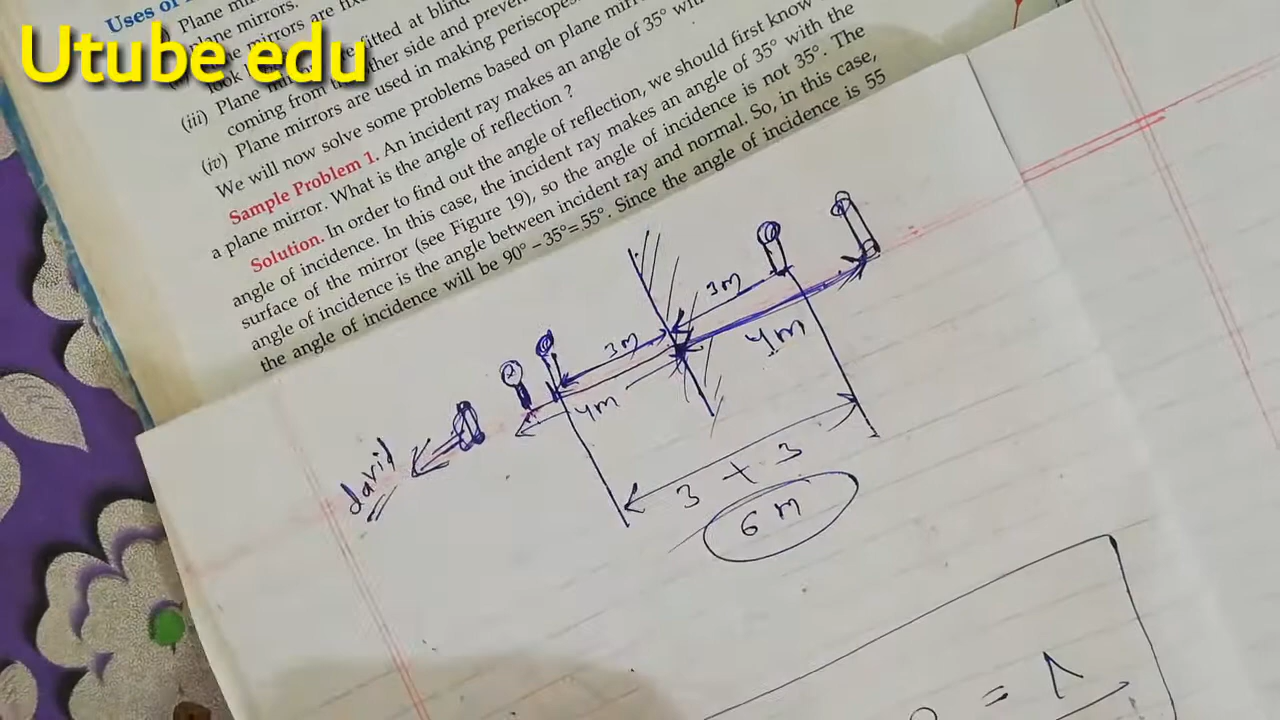 Utube edu
Uses of
Plane
plane mirrors.
look
mirrors are
(iii) Plane
fitted at blind
coming from
other side and
(iv) Plane mirrors are used in making periscopes.
We will now solve some problems based on plane
Sample Problem 1. An incident ray makes an angle of 35° with
a plane mirror. What is the angle of reflection ?
Solution. In order to find out the angle of reflection, we should first know
angle of incidence. In this case, the incident ray makes an angle of 35° with the
surface of the mirror (see Figure 19), so the angle of incidence is not 35°. The
angle of incidence is the angle between incident ray and normal. So, in this case,
the angle of incidence will be 90° – 35° = 55°. Since the angle of incidence is 55
3m
3m
4m
4m
david
3 + 3
6 m
=